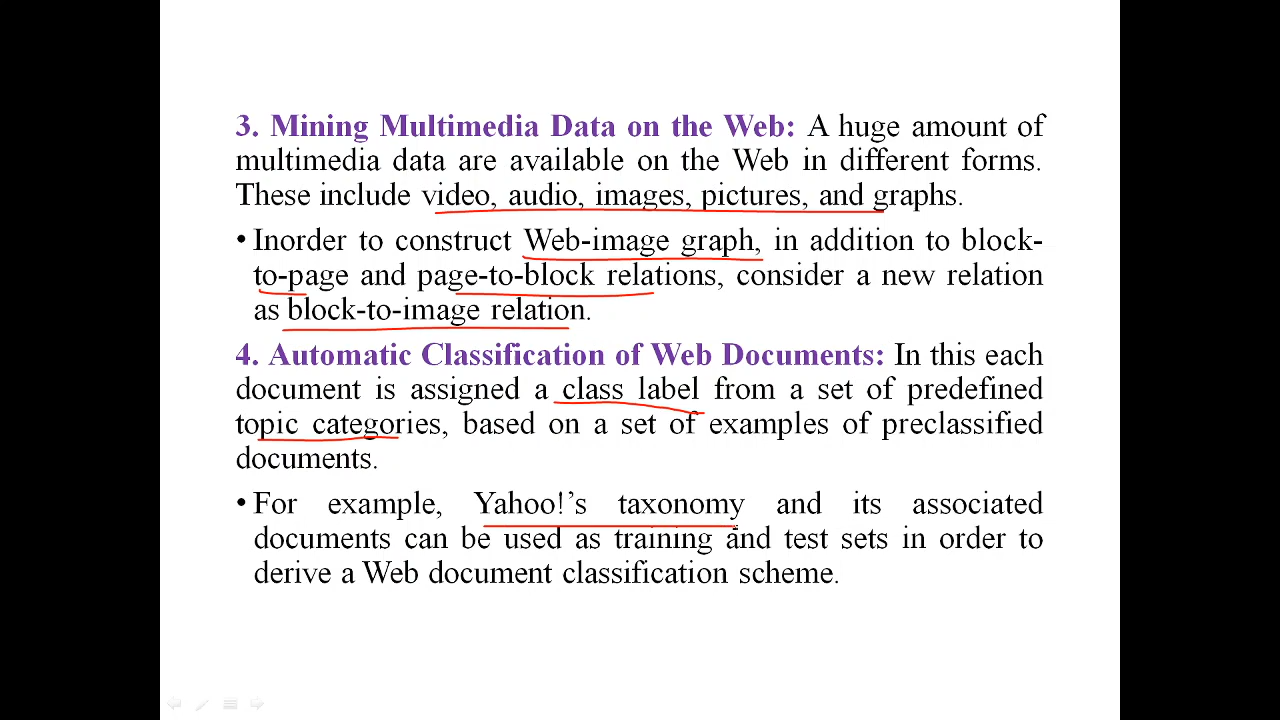 3. Mining Multimedia Data on the Web: A huge amount of
multimedia data are available on the Web in different forms.
These include video, audio, images, pictures, and graphs.
• Inorder to construct Web-image graph, in addition to block-
to-page and page-to-block relations, consider a new relation
as block-to-image relation.
4. Automatic Classification of Web Documents: In this each
document is assigned a class label from a set of predefined
topic categories, based on a set of examples of preclassified
documents.
• For example, Yahoo!’s taxonomy and its associated
documents can be used as training and test sets in order to
derive a Web document classification scheme.